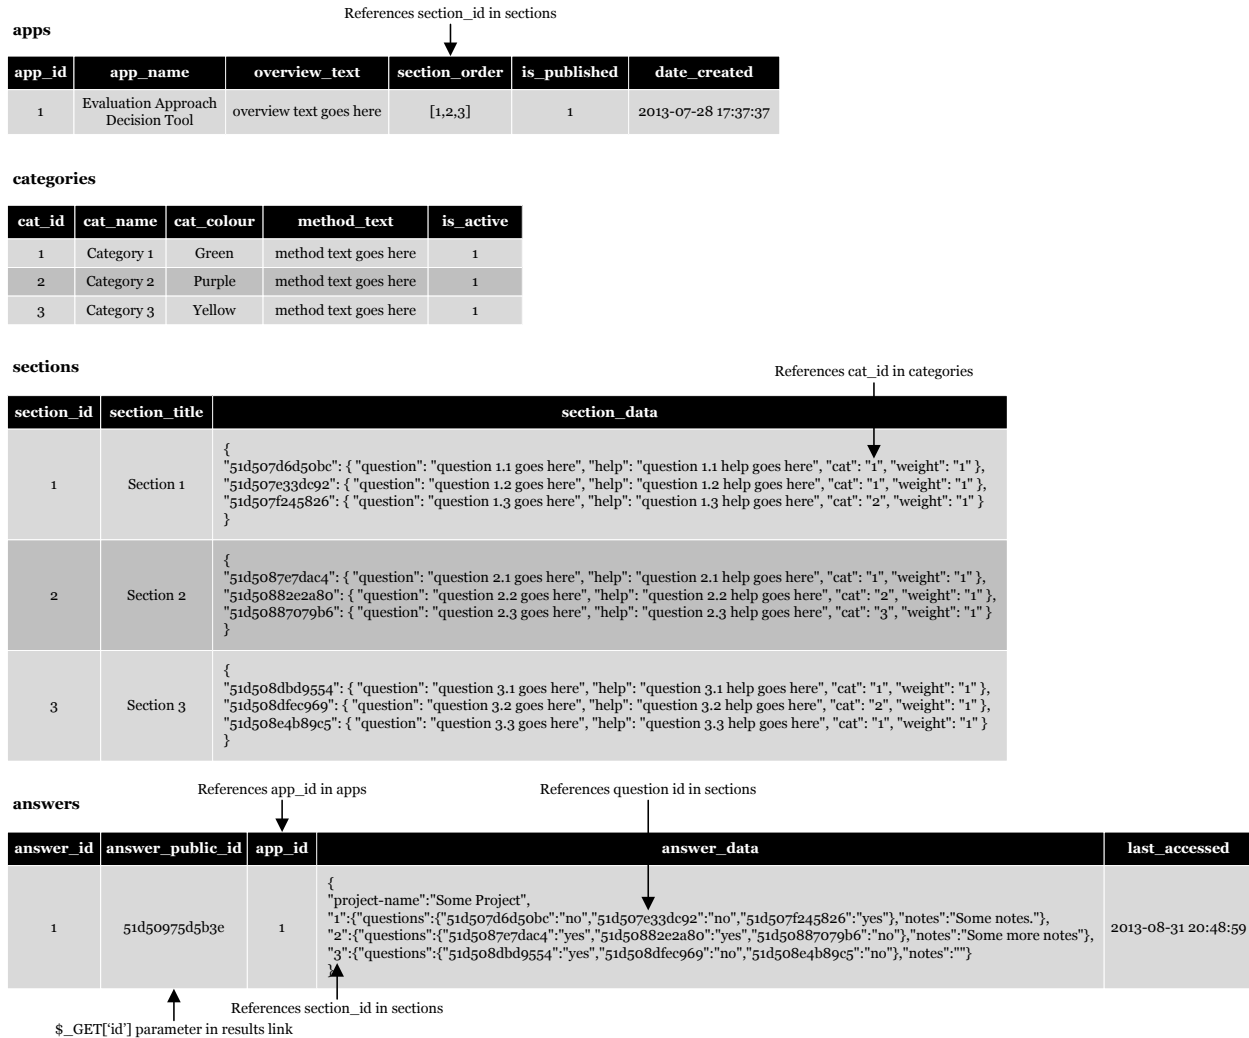 References section_id in sections
apps
app_id app_name overview_text section_order is_published date_created
1 Evaluation Approach Decision Tool overview text goes here [1,2,3] 1 2013-07-28 17:37:37
categories
cat_id cat_name cat_colour method_text is_active
1 Category 1 Green method text goes here 1
2 Category 2 Purple method text goes here 1
3 Category 3 Yellow method text goes here 1
sections
References cat_id in categories
section_id section_title section_data
1 Section 1
{
"51d507d6d50bc": { "question": "question 1.1 goes here", "help": "question 1.1 help goes here", "cat": "1", "weight": "1" },
"51d507e33dc92": { "question": "question 1.2 goes here", "help": "question 1.2 help goes here", "cat": "1", "weight": "1" },
"51d507f245826": { "question": "question 1.3 goes here", "help": "question 1.3 help goes here", "cat": "2", "weight": "1" }
}
2 Section 2
{
"51d5087e7dac4": { "question": "question 2.1 goes here", "help": "question 2.1 help goes here", "cat": "1", "weight": "1" },
"51d50882e2a80": { "question": "question 2.2 goes here", "help": "question 2.2 help goes here", "cat": "2", "weight": "1" },
"51d50887079b6": { "question": "question 2.3 goes here", "help": "question 2.3 help goes here", "cat": "3", "weight": "1" }
}
3 Section 3
{
"51d508dbd9554": { "question": "question 3.1 goes here", "help": "question 3.1 help goes here", "cat": "1", "weight": "1" },
"51d508dfec969": { "question": "question 3.2 goes here", "help": "question 3.2 help goes here", "cat": "2", "weight": "1" },
"51d508e4b89c5": { "question": "question 3.3 goes here", "help": "question 3.3 help goes here", "cat": "1", "weight": "1" }
}
References app_id in apps
References question id in sections
answers
answer_id answer_public_id app_id answer_data last_accessed
1 51d50975d5b3e 1
{
"project-name":"Some Project",
"1":{"questions":{"51d507d6d50bc":"no","51d507e33dc92":"no","51d507f245826":"yes"},"notes":"Some notes."},
"2":{"questions":{"51d5087e7dac4":"yes","51d50882e2a80":"yes","51d50887079b6":"no"},"notes":"Some more notes"},
"3":{"questions":{"51d508dbd9554":"yes","51d508dfec969":"no","51d508e4b89c5":"no"},"notes":""}
}
2013-08-31 20:48:59
References section_id in sections
$_GET[‘id’] parameter in results link